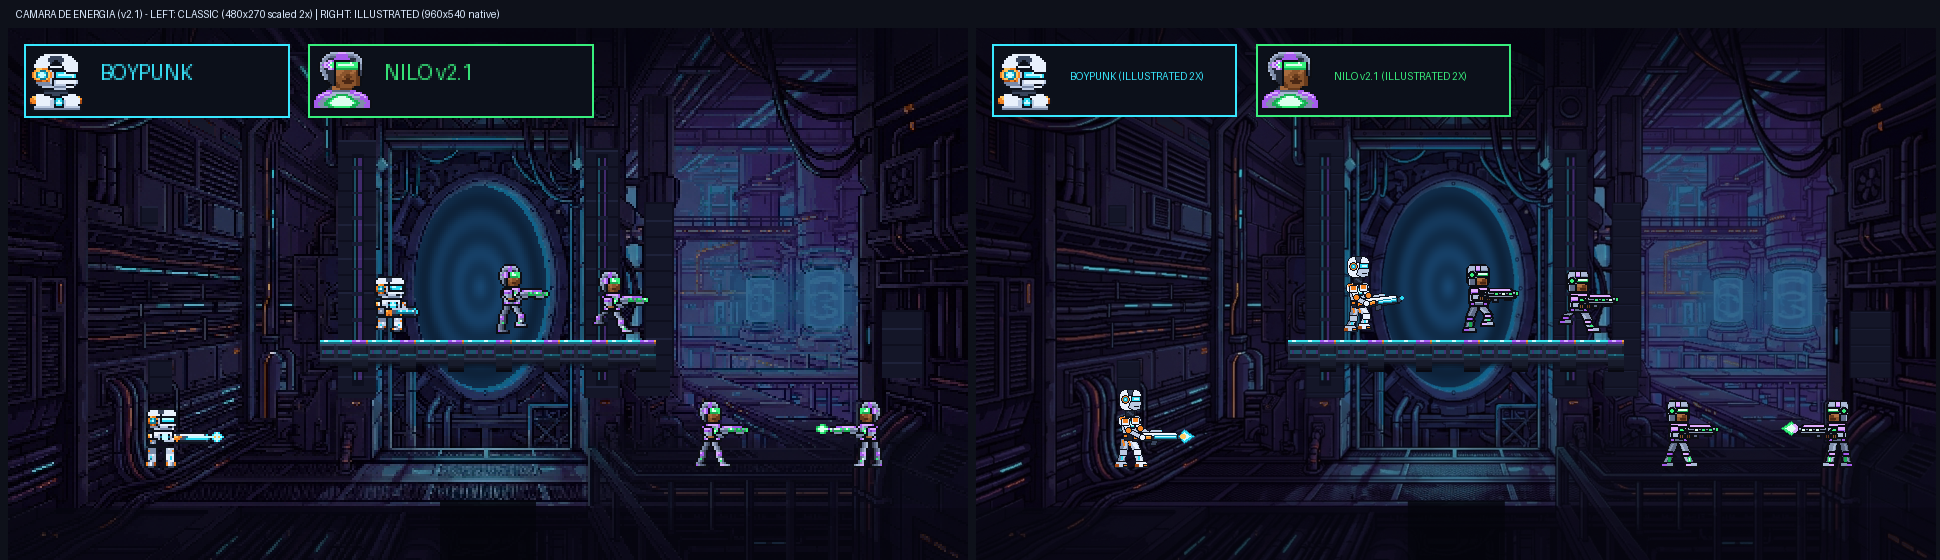 CAMARA DE ENERGIA (v2.1) - LEFT: CLASSIC (480x270 scaled 2x) | RIGHT: ILLUSTRATED (960x540 native)
BOYPUNK
NILO v2.1
BOYPUNK (ILLUSTRATED 2X)
NILO v2.1 (ILLUSTRATED 2X)